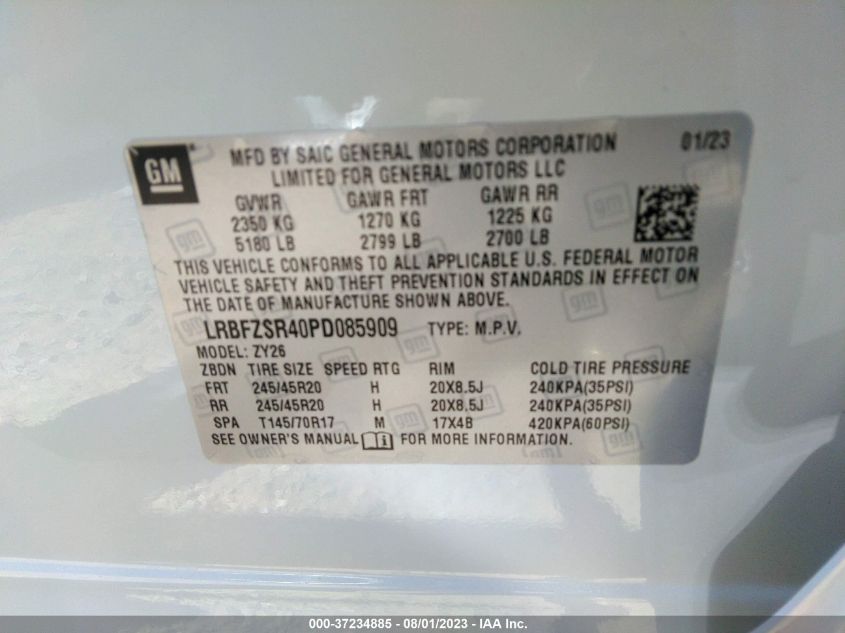 GM
MFD BY SAIC GENERAL MOTORS CORPORATION 01/23
LIMITED FOR GENERAL MOTORS LLC
GVWR GAWR FRT GAWR RR
2350 KG 1270 KG 1225 KG
5180 LB 2799 LB 2700 LB
THIS VEHICLE CONFORMS TO ALL APPLICABLE U.S. FEDERAL MOTOR
VEHICLE SAFETY AND THEFT PREVENTION STANDARDS IN EFFECT ON
THE DATE OF MANUFACTURE SHOWN ABOVE.
LRBFZSR40PD085909 TYPE: M.P.V.
MODEL: ZY26
ZBDN TIRE SIZE SPEED RTG RIM COLD TIRE PRESSURE
FRT 245/45R20 H 20X8.5J 240KPA(35PSI)
RR 245/45R20 H 20X8.5J 240KPA(35PSI)
SPA T145/70R17 M 17X4B 420KPA(60PSI)
SEE OWNER'S MANUAL FOR MORE INFORMATION.
000-37234885 - 08/01/2023 - IAA Inc.